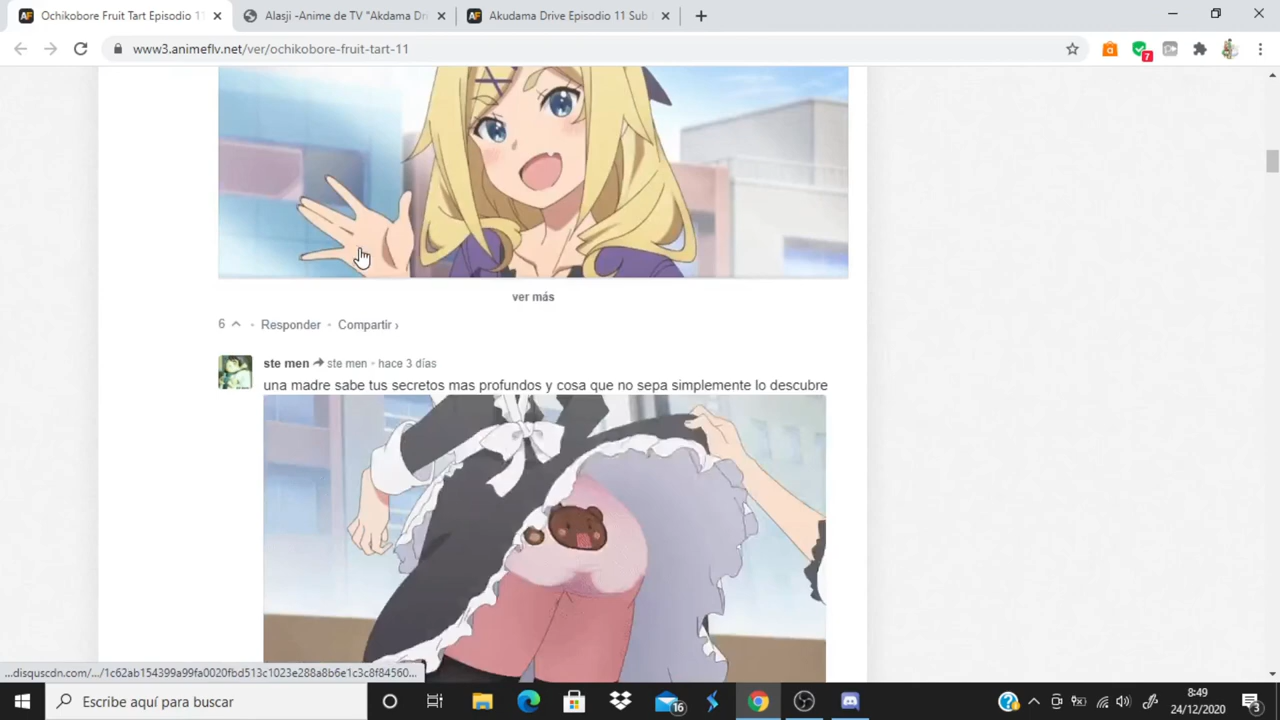 Ochikobore Fruit Tart Episodio 11
Alasji -Anime de TV "Akdama Dr
Akudama Drive Episodio 11 Sub
www3.animeflv.net/ver/ochikobore-fruit-tart-11
7
ver más
6 • Responder • Compartir ›
ste men ste men • hace 3 días
una madre sabe tus secretos mas profundos y cosa que no sepa simplemente lo descubre
...disquscdn.com/.../1c62ab154399a99fa0020fbd513c1023e288a8b6e1c3c8f84560...
Escribe aquí para buscar
16
8:49
24/12/2020
3